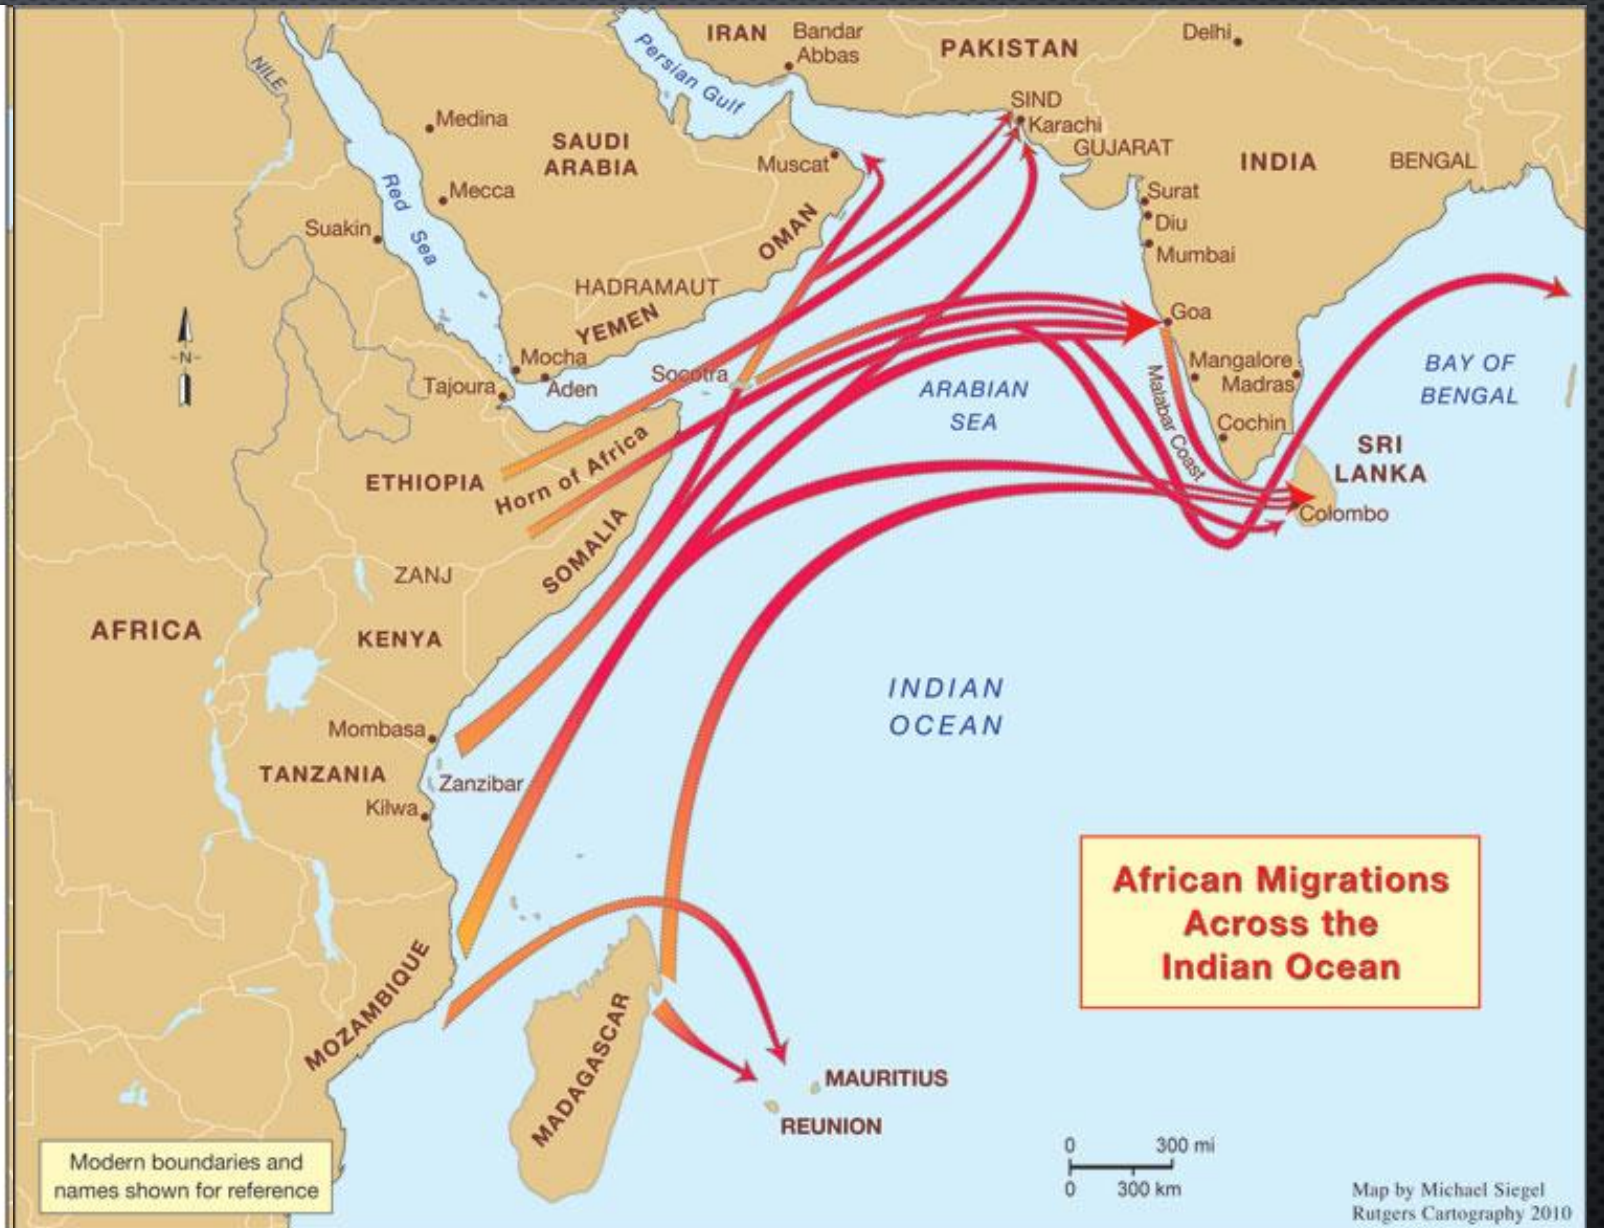 IRAN
Bandar
Abbas
PAKISTAN
Delhi
NILE
Persian Gulf
SIND
Karachi
Medina
SAUDI
ARABIA
Muscat
GUJARAT
INDIA
BENGAL
Mecca
Red Sea
Suakin
OMAN
Surat
Diu
Mumbai
HADRAMAUT
YEMEN
Goa
-N-
Mocha
Tajoura
Aden
Socotra
ARABIAN
SEA
Malabar Coast
Mangalore
Madras
BAY OF
BENGAL
Cochin
SRI
LANKA
Colombo
ETHIOPIA
Horn of Africa
SOMALIA
ZANJ
AFRICA
KENYA
INDIAN
OCEAN
Mombasa
TANZANIA
Zanzibar
Kilwa
African Migrations
Across the
Indian Ocean
MOZAMBIQUE
MADAGASCAR
MAURITIUS
REUNION
Modern boundaries and
names shown for reference
0 300 mi
0 300 km
Map by Michael Siegel
Rutgers Cartography 2010